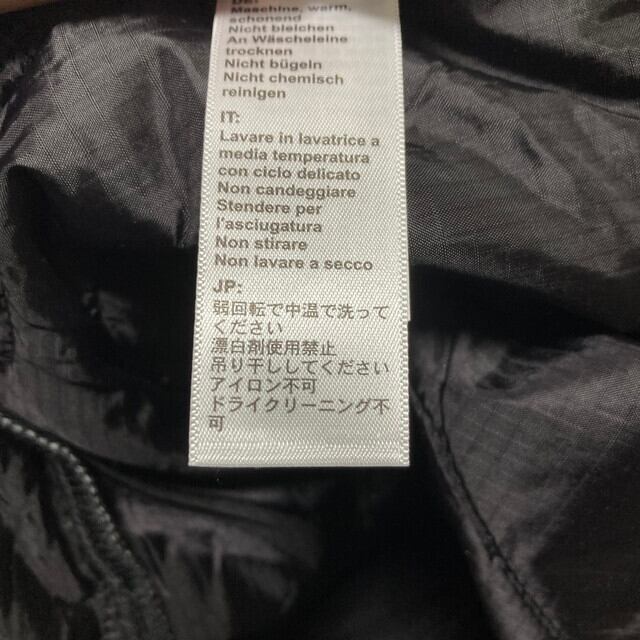 DE:
Maschine, warm,
schonend
Nicht bleichen
An Wäscheleine
trocknen
Nicht bügeln
Nicht chemisch
reinigen
IT:
Lavare in lavatrice a
media temperatura
con ciclo delicato
Non candeggiare
Stendere per
l'asciugatura
Non stirare
Non lavare a secco
JP:
弱回転で中温で洗って
ください
漂白剤使用禁止
吊り干ししてください
アイロン不可
ドライクリーニング不
可